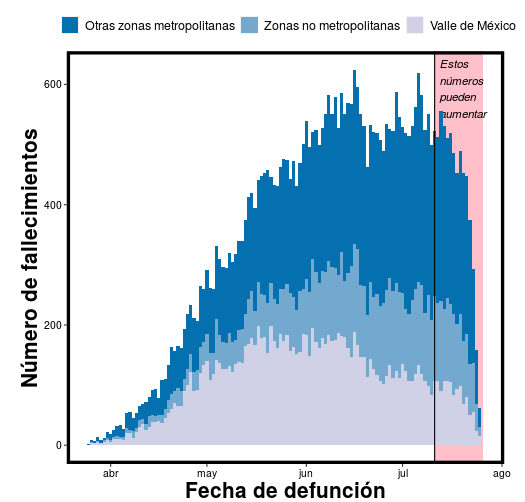 Otras zonas metropolitanas Zonas no metropolitanas Valle de México
Estos
números
pueden
aumentar
600
400
200
0
Número de fallecimientos
abr may jun jul ago
Fecha de defunción